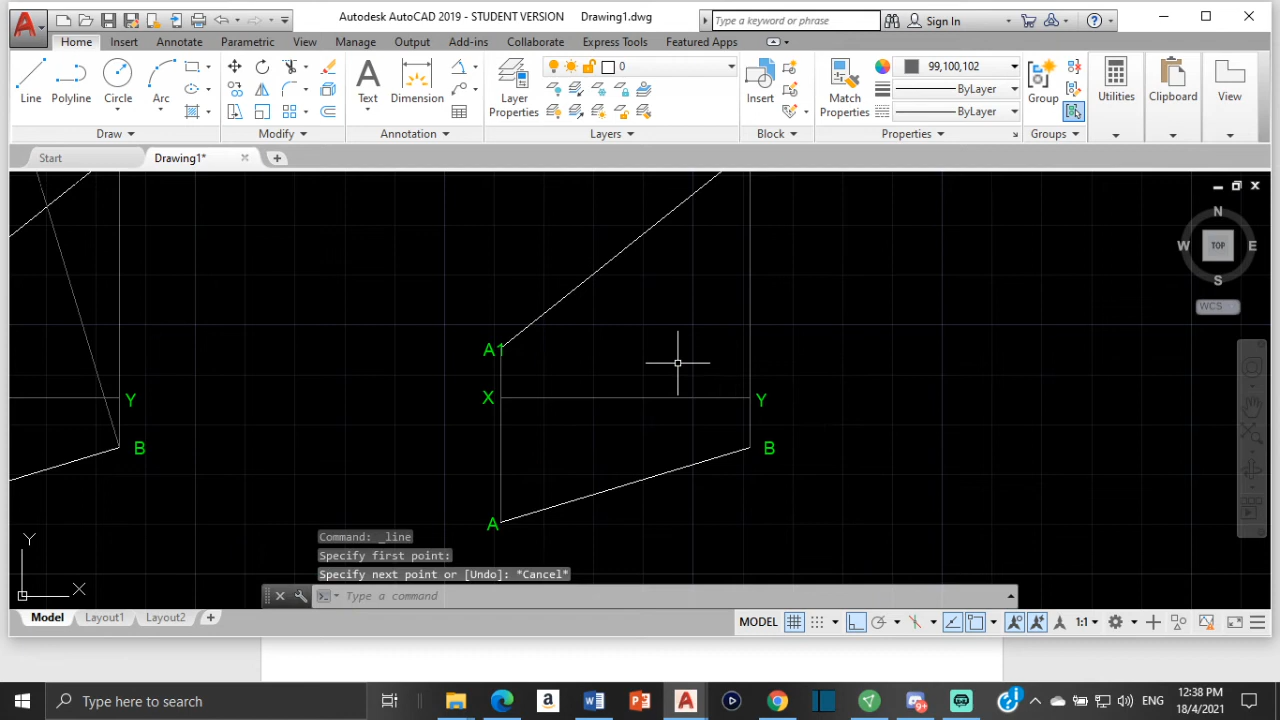 Autodesk AutoCAD 2019 - STUDENT VERSION Drawing1.dwg Type a keyword or phrase Sign In
Home Insert Annotate Parametric View Manage Output Add-ins Collaborate Express Tools Featured Apps
Line Polyline Circle Arc Text Dimension Layer Properties 0 Insert Match Properties 99,100,102 ByLayer ByLayer Group Utilities Clipboard View
Draw Modify Annotation Layers Block Properties Groups
Start Drawing1*
N
W TOP E
S
WCS
A1
X Y
B
A
Y
B
Command: _line
Specify first point:
Specify next point or [Undo]: *Cancel*
Type a command
Y
X
Model Layout1 Layout2
MODEL 1:1
Type here to search
ENG
12:38 PM
18/4/2021